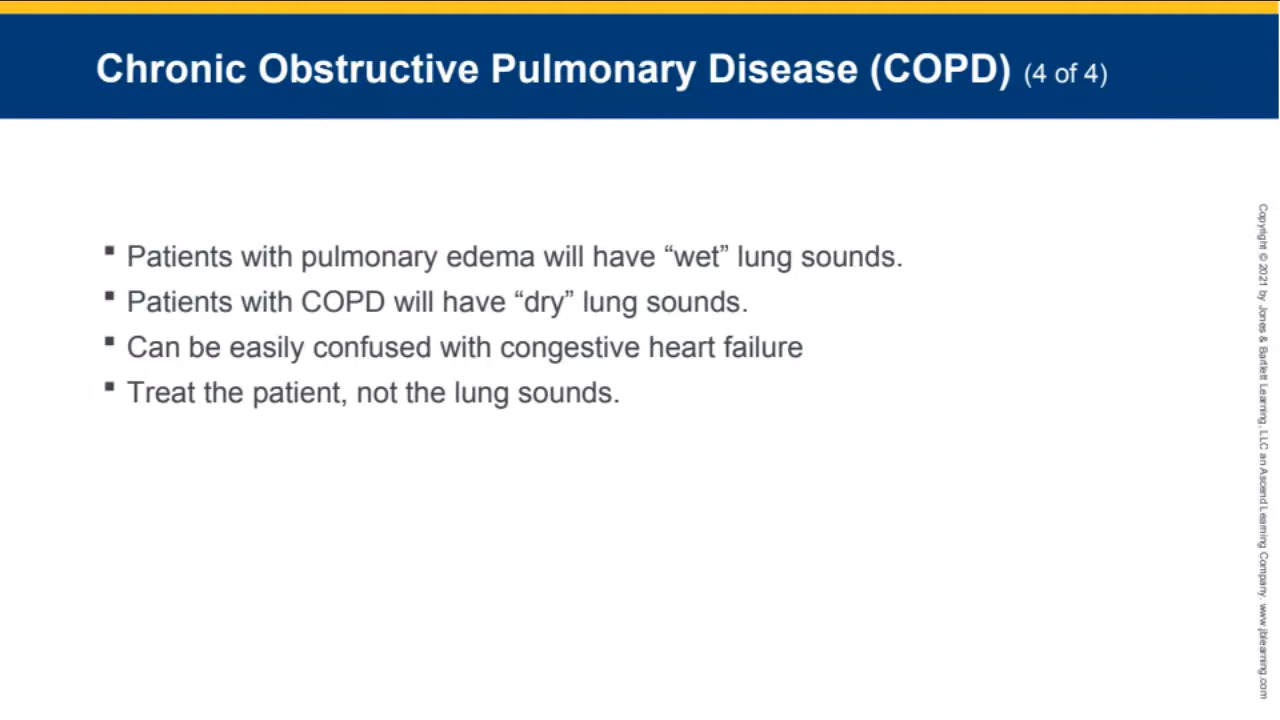 Chronic Obstructive Pulmonary Disease (COPD) (4 of 4)
▪ Patients with pulmonary edema will have “wet” lung sounds.
▪ Patients with COPD will have “dry” lung sounds.
▪ Can be easily confused with congestive heart failure
▪ Treat the patient, not the lung sounds.
Copyright © 2021 by Jones & Bartlett Learning, LLC an Ascend Learning Company. www.jblearning.com